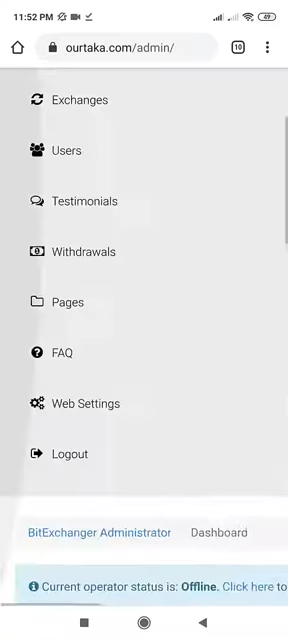 11:52 PM
49
ourtaka.com/admin/
10
Exchanges
Users
Testimonials
Withdrawals
Pages
FAQ
Web Settings
Logout
BitExchanger Administrator Dashboard
Current operator status is: Offline. Click here to